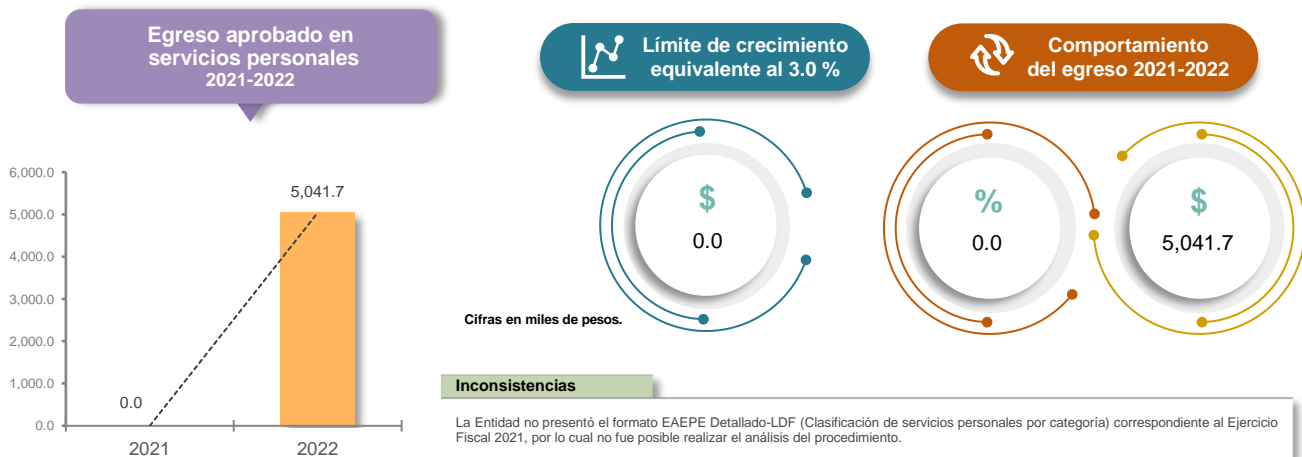 Egreso aprobado en
servicios personales
2021-2022
Límite de crecimiento
equivalente al 3.0 %
Comportamiento
del egreso 2021-2022
6,000.0
5,000.0
4,000.0
3,000.0
2,000.0
1,000.0
0.0
0.0
5,041.7
2021
2022
$
0.0
%
0.0
$
5,041.7
Cifras en miles de pesos.
Inconsistencias
La Entidad no presentó el formato EAEPE Detallado-LDF (Clasificación de servicios personales por categoría) correspondiente al Ejercicio
Fiscal 2021, por lo cual no fue posible realizar el análisis del procedimiento.